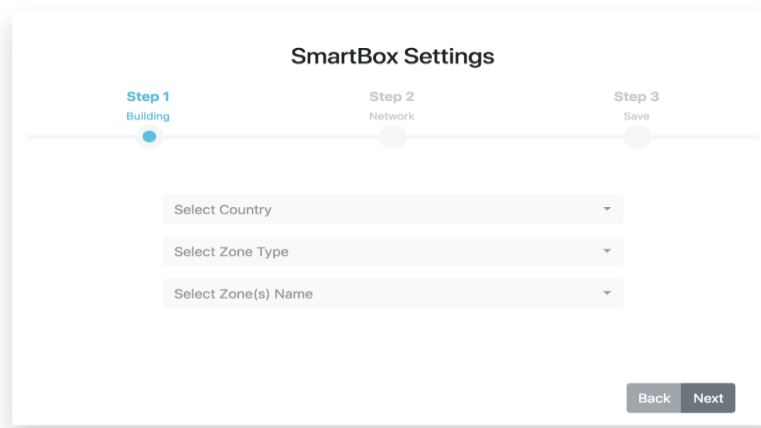 SmartBox Settings
Step 1
Building
Step 2
Network
Step 3
Save
Select Country
Select Zone Type
Select Zone(s) Name
Back
Next